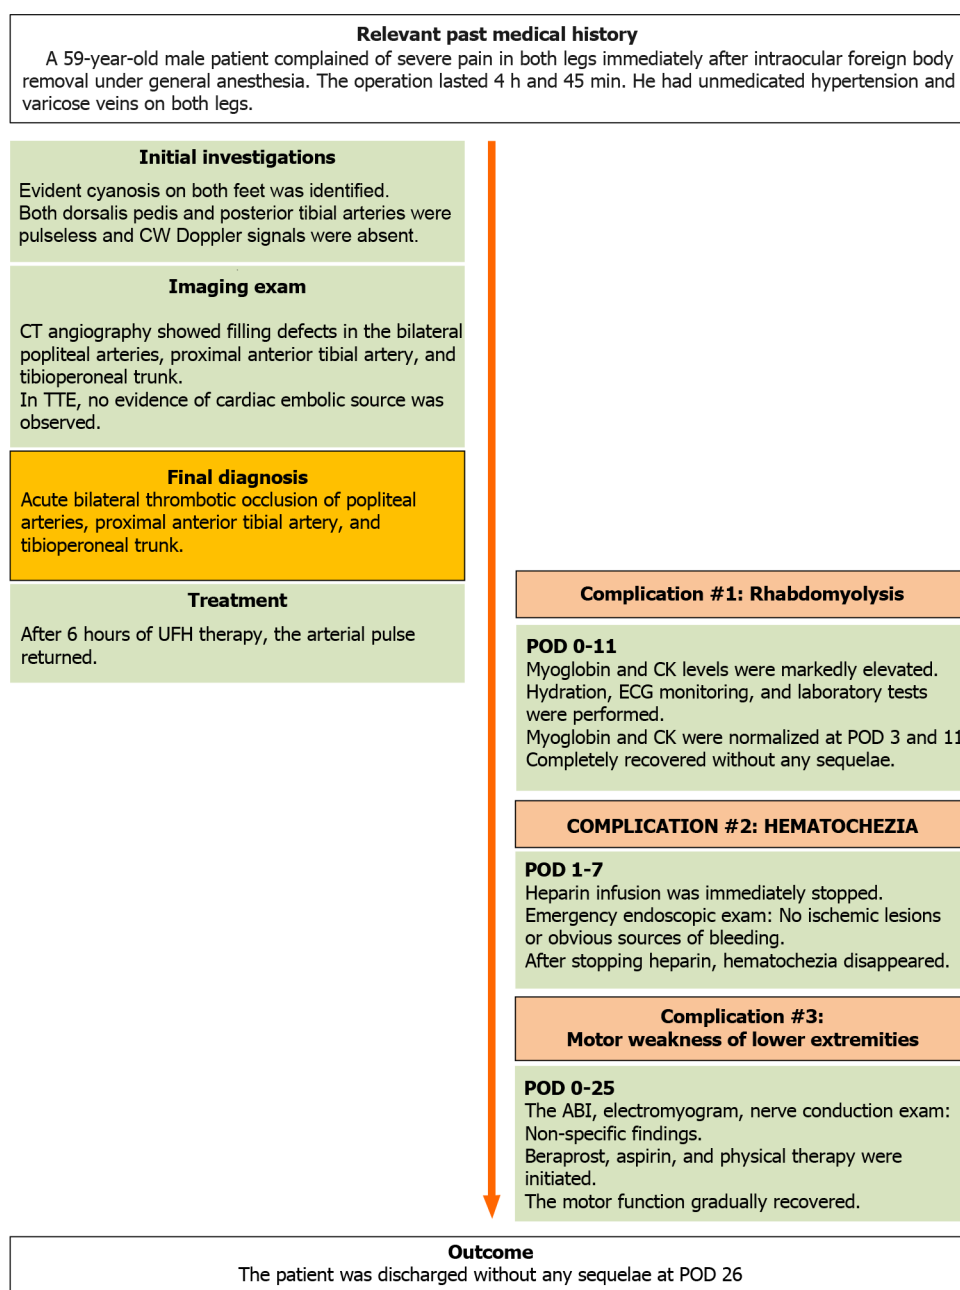 Relevant past medical history
A 59-year-old male patient complained of severe pain in both legs immediately after intraocular foreign body
removal under general anesthesia. The operation lasted 4 h and 45 min. He had unmedicated hypertension and
varicose veins on both legs.
Initial investigations
Evident cyanosis on both feet was identified.
Both dorsalis pedis and posterior tibial arteries were
pulseless and CW Doppler signals were absent.
Imaging exam
CT angiography showed filling defects in the bilateral
popliteal arteries, proximal anterior tibial artery, and
tibioperoneal trunk.
In TTE, no evidence of cardiac embolic source was
observed.
Final diagnosis
Acute bilateral thrombotic occlusion of popliteal
arteries, proximal anterior tibial artery, and
tibioperoneal trunk.
Treatment
After 6 hours of UFH therapy, the arterial pulse
returned.
Complication #1: Rhabdomyolysis
POD 0-11
Myoglobin and CK levels were markedly elevated.
Hydration, ECG monitoring, and laboratory tests
were performed.
Myoglobin and CK were normalized at POD 3 and 11
Completely recovered without any sequelae.
COMPLICATION #2: HEMATOCHEZIA
POD 1-7
Heparin infusion was immediately stopped.
Emergency endoscopic exam: No ischemic lesions
or obvious sources of bleeding.
After stopping heparin, hematochezia disappeared.
Complication #3:
Motor weakness of lower extremities
POD 0-25
The ABI, electromyogram, nerve conduction exam:
Non-specific findings.
Beraprost, aspirin, and physical therapy were
initiated.
The motor function gradually recovered.
Outcome
The patient was discharged without any sequelae at POD 26